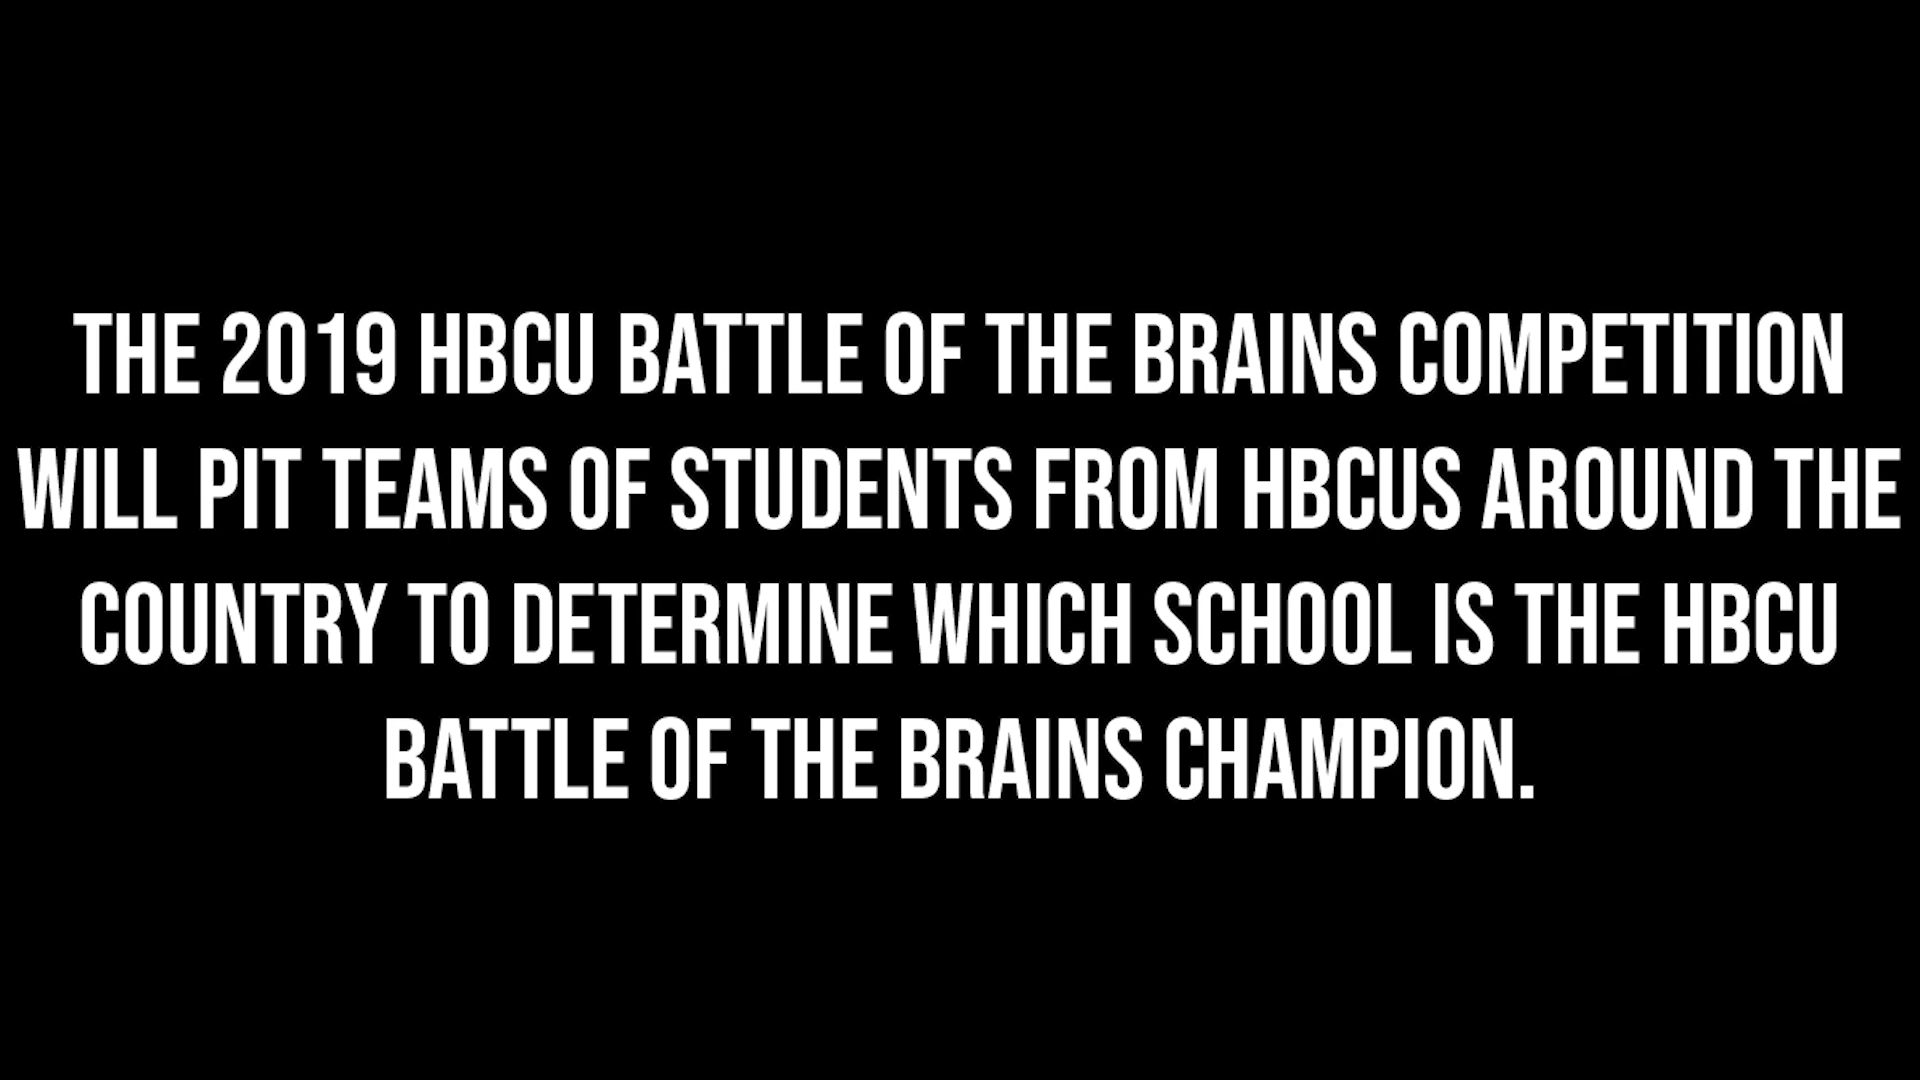 THE 2019 HBCU BATTLE OF THE BRAINS COMPETITION
WILL PIT TEAMS OF STUDENTS FROM HBCUS AROUND THE
COUNTRY TO DETERMINE WHICH SCHOOL IS THE HBCU
BATTLE OF THE BRAINS CHAMPION.